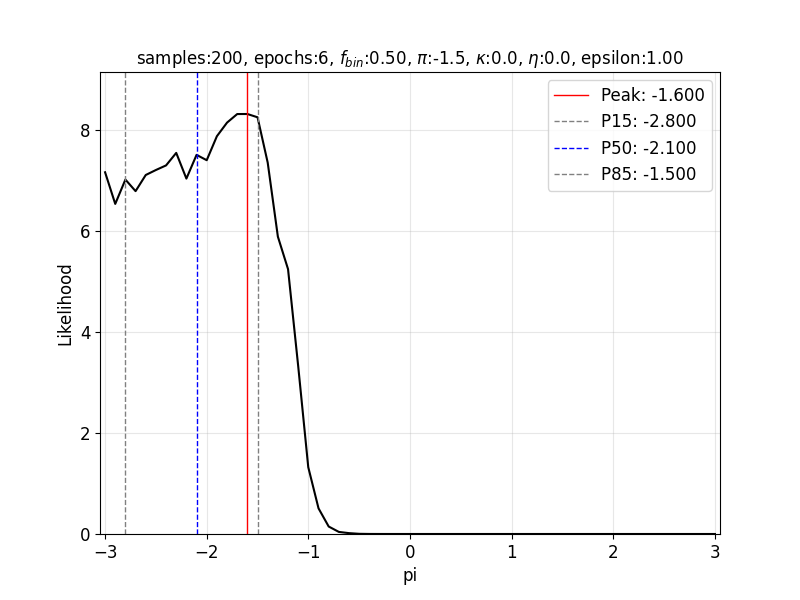 samples:200, epochs:6, f_bin:0.50, π:-1.5, κ:0.0, η:0.0, epsilon:1.00
Peak: -1.600
P15: -2.800
P50: -2.100
P85: -1.500
Likelihood
8
6
4
2
0
−3 −2 −1 0 1 2 3
pi